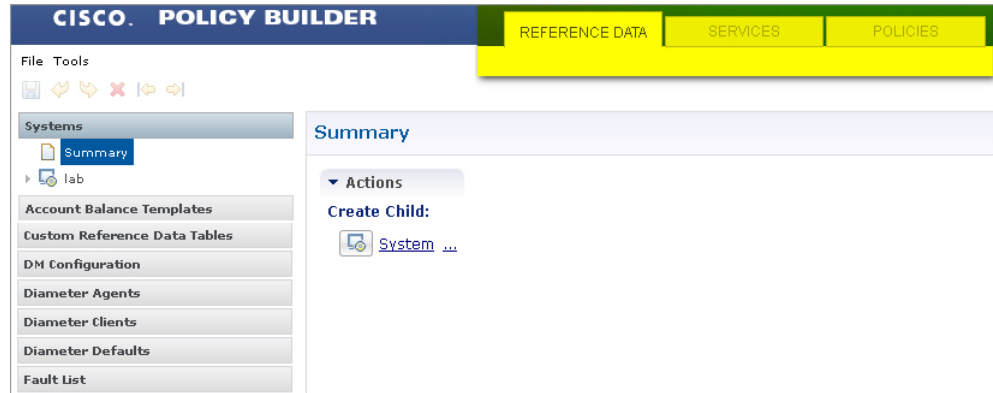 CISCO. POLICY BUILDER
REFERENCE DATA SERVICES POLICIES
File Tools
Systems
Summary
lab
Account Balance Templates
Custom Reference Data Tables
DM Configuration
Diameter Agents
Diameter Clients
Diameter Defaults
Fault List
Summary
Actions
Create Child:
System ...